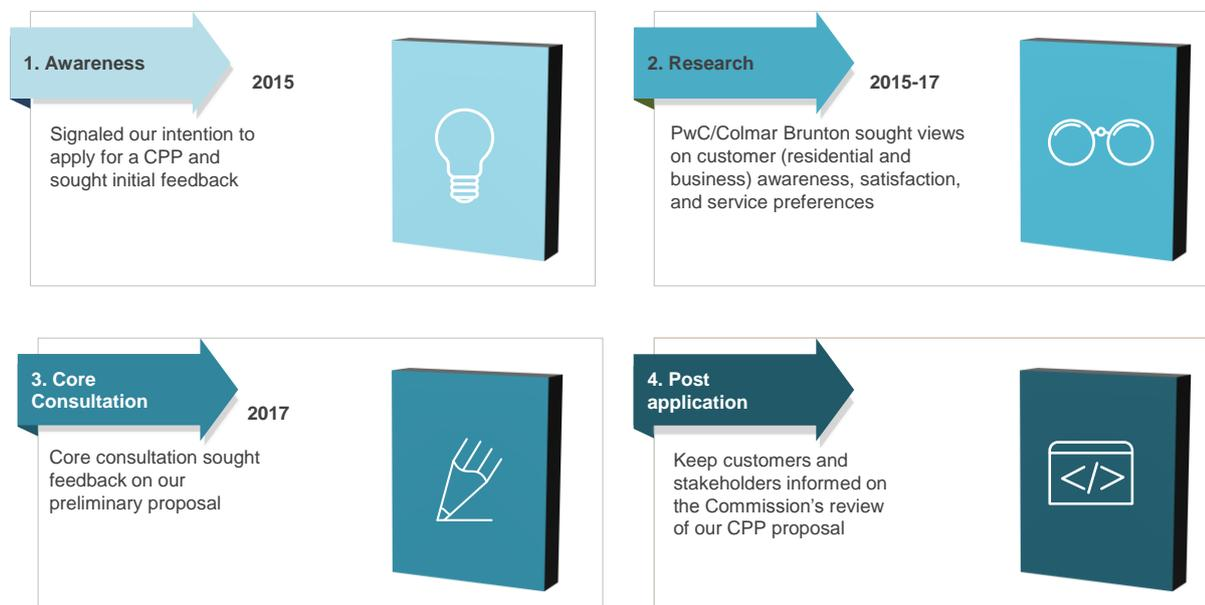 1. Awareness
2015
Signaled our intention to
apply for a CPP and
sought initial feedback
2. Research
2015-17
PwC/Colmar Brunton sought views
on customer (residential and
business) awareness, satisfaction,
and service preferences
3. Core
Consultation
2017
Core consultation sought
feedback on our
preliminary proposal
4. Post
application
Keep customers and
stakeholders informed on
the Commission’s review
of our CPP proposal